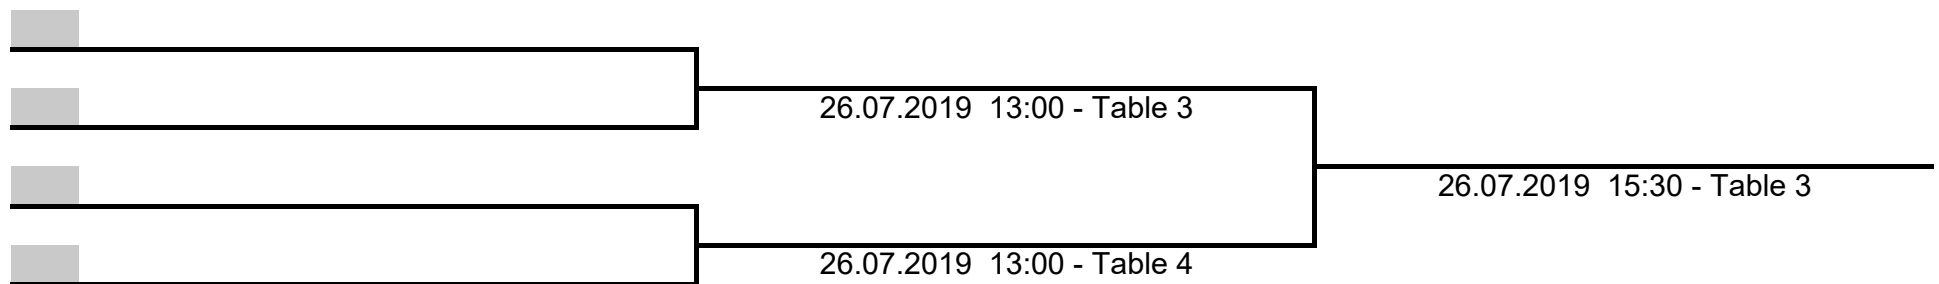 26.07.2019  13:00 - Table 3
26.07.2019  15:30 - Table 3
26.07.2019  13:00 - Table 4